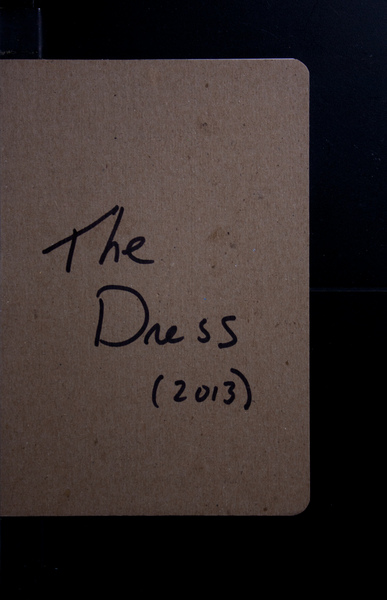 The
Dress
(2013)